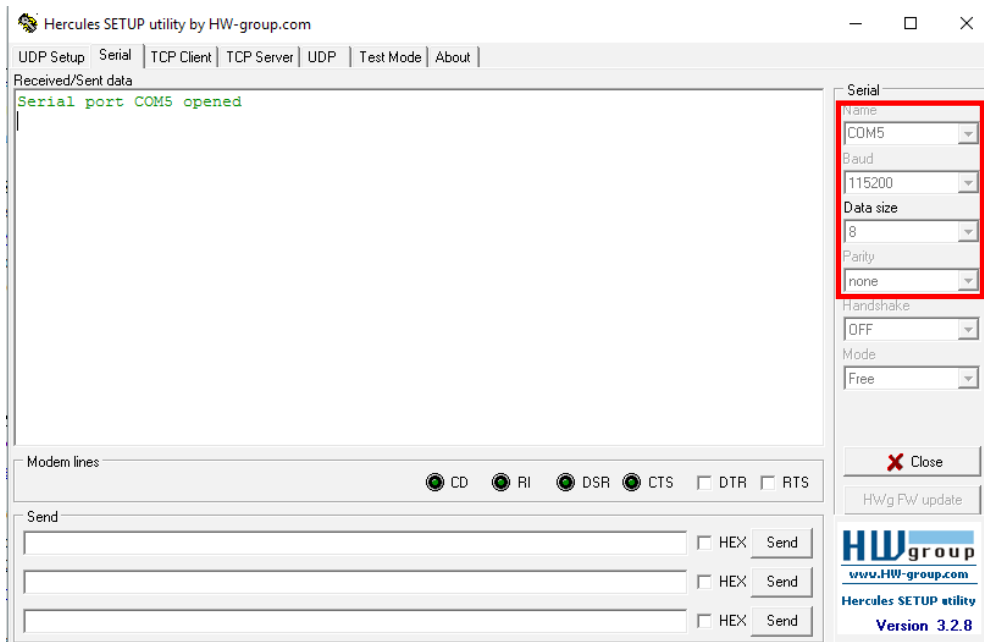 Hercules SETUP utility by HW-group.com
UDP Setup Serial TCP Client TCP Server UDP Test Mode About
Received/Sent data
Serial port COM5 opened
Serial
Name
COM5
Baud
115200
Data size
8
Parity
none
Handshake
OFF
Mode
Free
Modem lines
CD RI DSR CTS DTR RTS
Close
HWg FW update
Send
HEX Send
HEX Send
HEX Send
HW group
www.HW-group.com
Hercules SETUP utility
Version 3.2.8